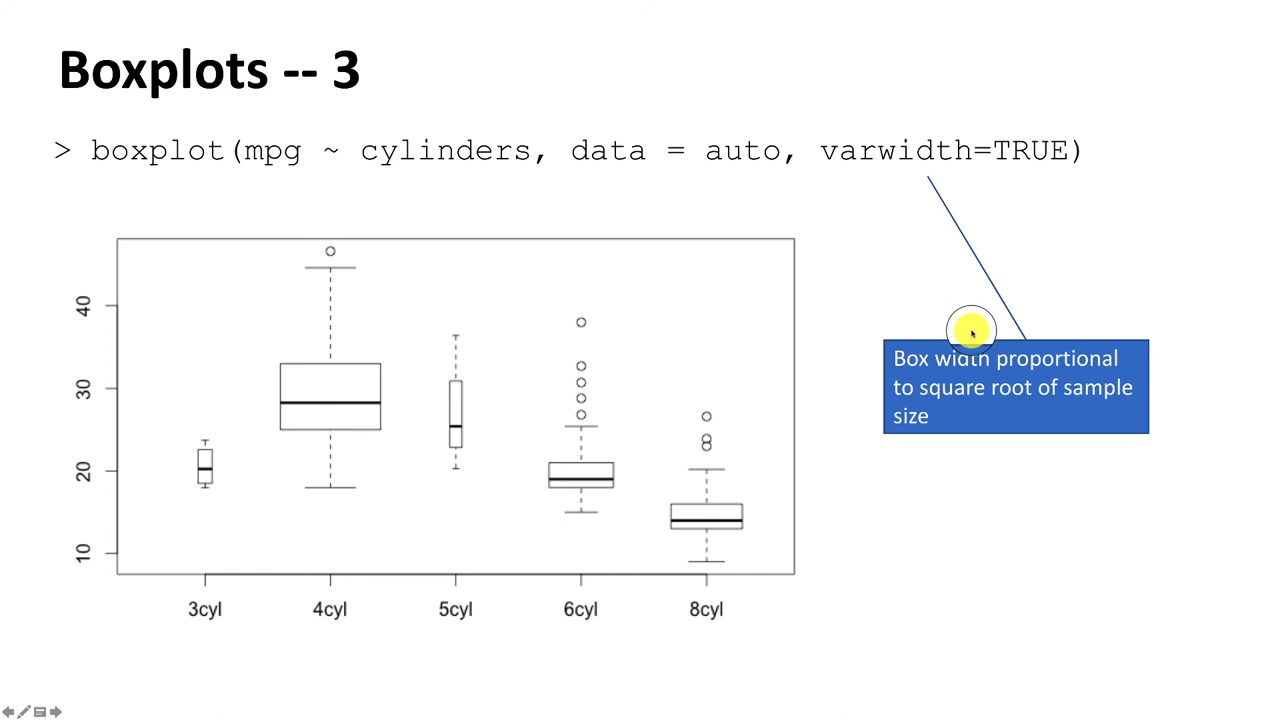 Boxplots -- 3
> boxplot(mpg ~ cylinders, data = auto, varwidth=TRUE)
40
30
20
10
3cyl 4cyl 5cyl 6cyl 8cyl
Box width proportional
to square root of sample
size